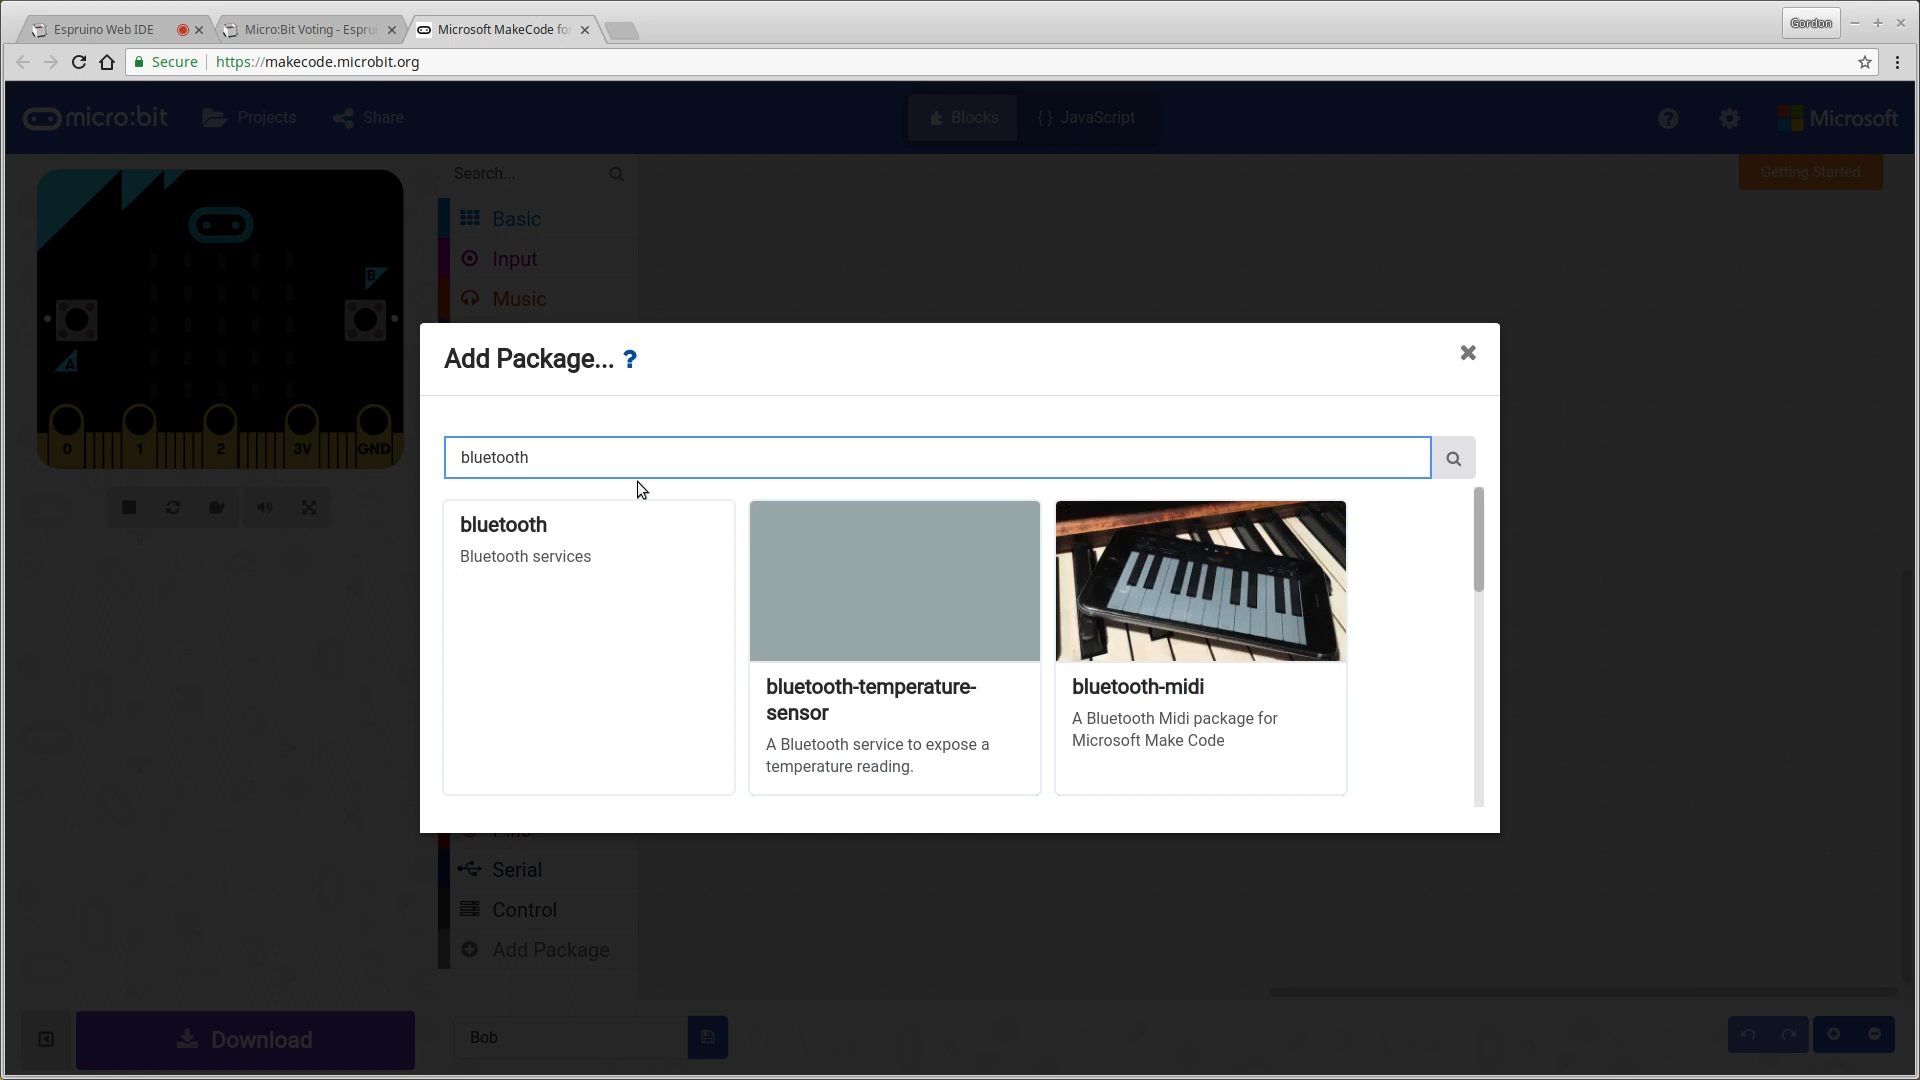 Espruino Web IDE
Micro:Bit Voting - Espru
Microsoft MakeCode fo
Gordon
Secure
https://makecode.microbit.org
micro:bit
Projects
Share
Blocks
{ } JavaScript
?
Microsoft
Search...
Getting Started
Basic
Input
Music
B
A
0
1
2
3V
GND
Add Package... ?
bluetooth
bluetooth
Bluetooth services
bluetooth-temperature-
sensor
A Bluetooth service to expose a
temperature reading.
bluetooth-midi
A Bluetooth Midi package for
Microsoft Make Code
Serial
Control
Add Package
Download
Bob